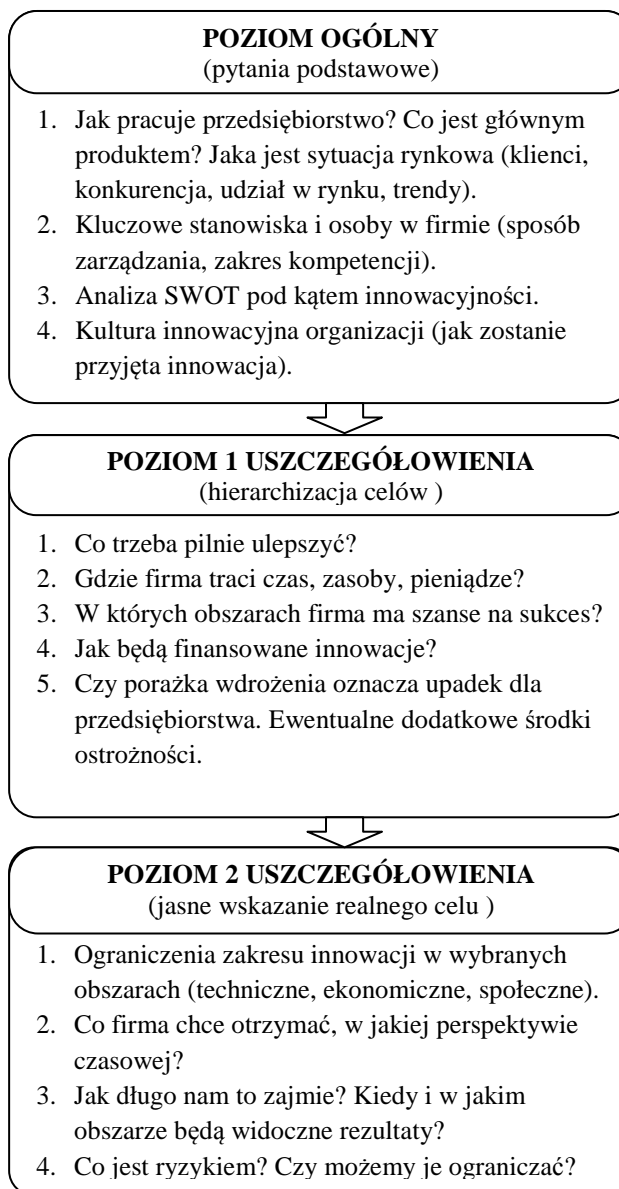 POZIOM OGÓLNY
(pytania podstawowe)
1. Jak pracuje przedsiębiorstwo? Co jest głównym
produktem? Jaka jest sytuacja rynkowa (klienci,
konkurencja, udział w rynku, trendy).
2. Kluczowe stanowiska i osoby w firmie (sposób
zarządzania, zakres kompetencji).
3. Analiza SWOT pod kątem innowacyjności.
4. Kultura innowacyjna organizacji (jak zostanie
przyjęta innowacja).
POZIOM 1 USZCZEGÓŁOWIENIA
(hierarchizacja celów )
1. Co trzeba pilnie ulepszyć?
2. Gdzie firma traci czas, zasoby, pieniądze?
3. W których obszarach firma ma szanse na sukces?
4. Jak będą finansowane innowacje?
5. Czy porażka wdrożenia oznacza upadek dla
przedsiębiorstwa. Ewentualne dodatkowe środki
ostrożności.
POZIOM 2 USZCZEGÓŁOWIENIA
(jasne wskazanie realnego celu )
1. Ograniczenia zakresu innowacji w wybranych
obszarach (techniczne, ekonomiczne, społeczne).
2. Co firma chce otrzymać, w jakiej perspektywie
czasowej?
3. Jak długo nam to zajmie? Kiedy i w jakim
obszarze będą widoczne rezultaty?
4. Co jest ryzykiem? Czy możemy je ograniczać?